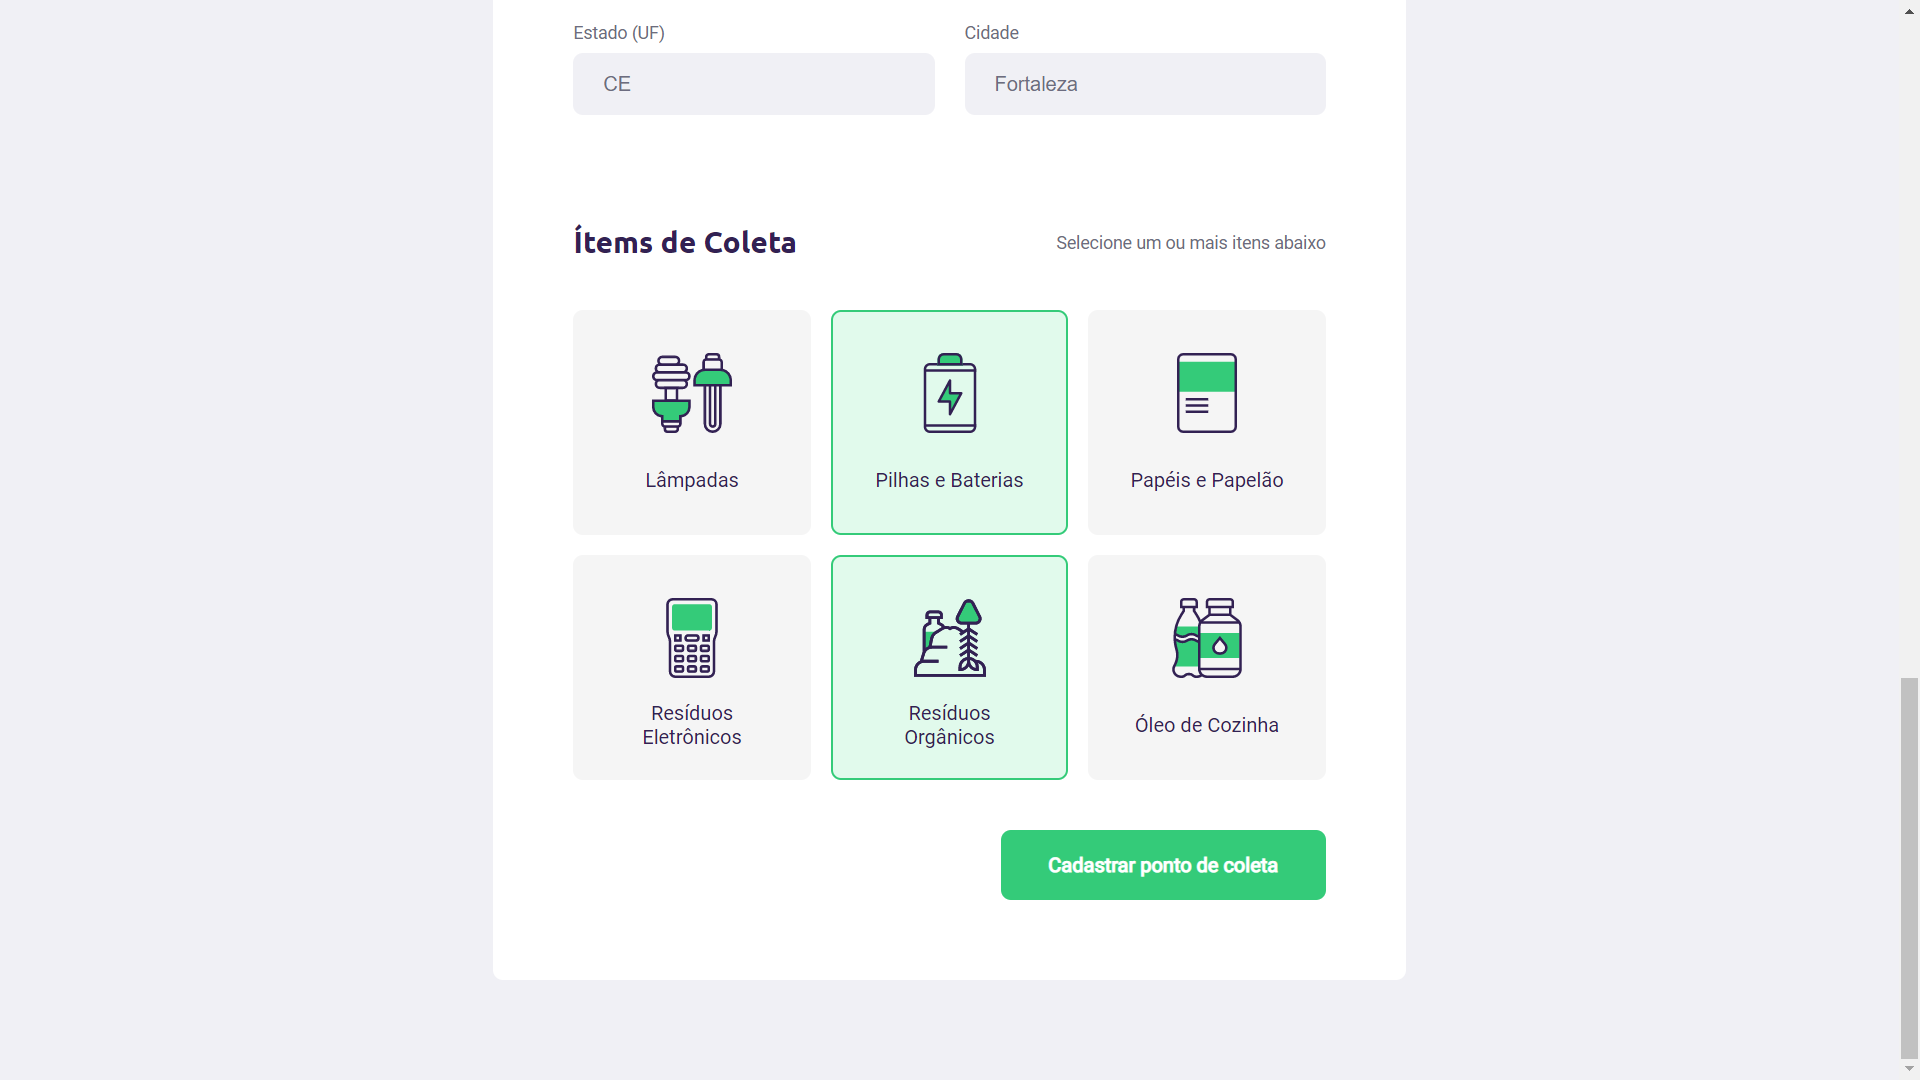 Estado (UF)
Cidade
CE
Fortaleza
Ítems de Coleta
Selecione um ou mais itens abaixo
Lâmpadas
Pilhas e Baterias
Papéis e Papelão
Resíduos
Eletrônicos
Resíduos
Orgânicos
Óleo de Cozinha
Cadastrar ponto de coleta